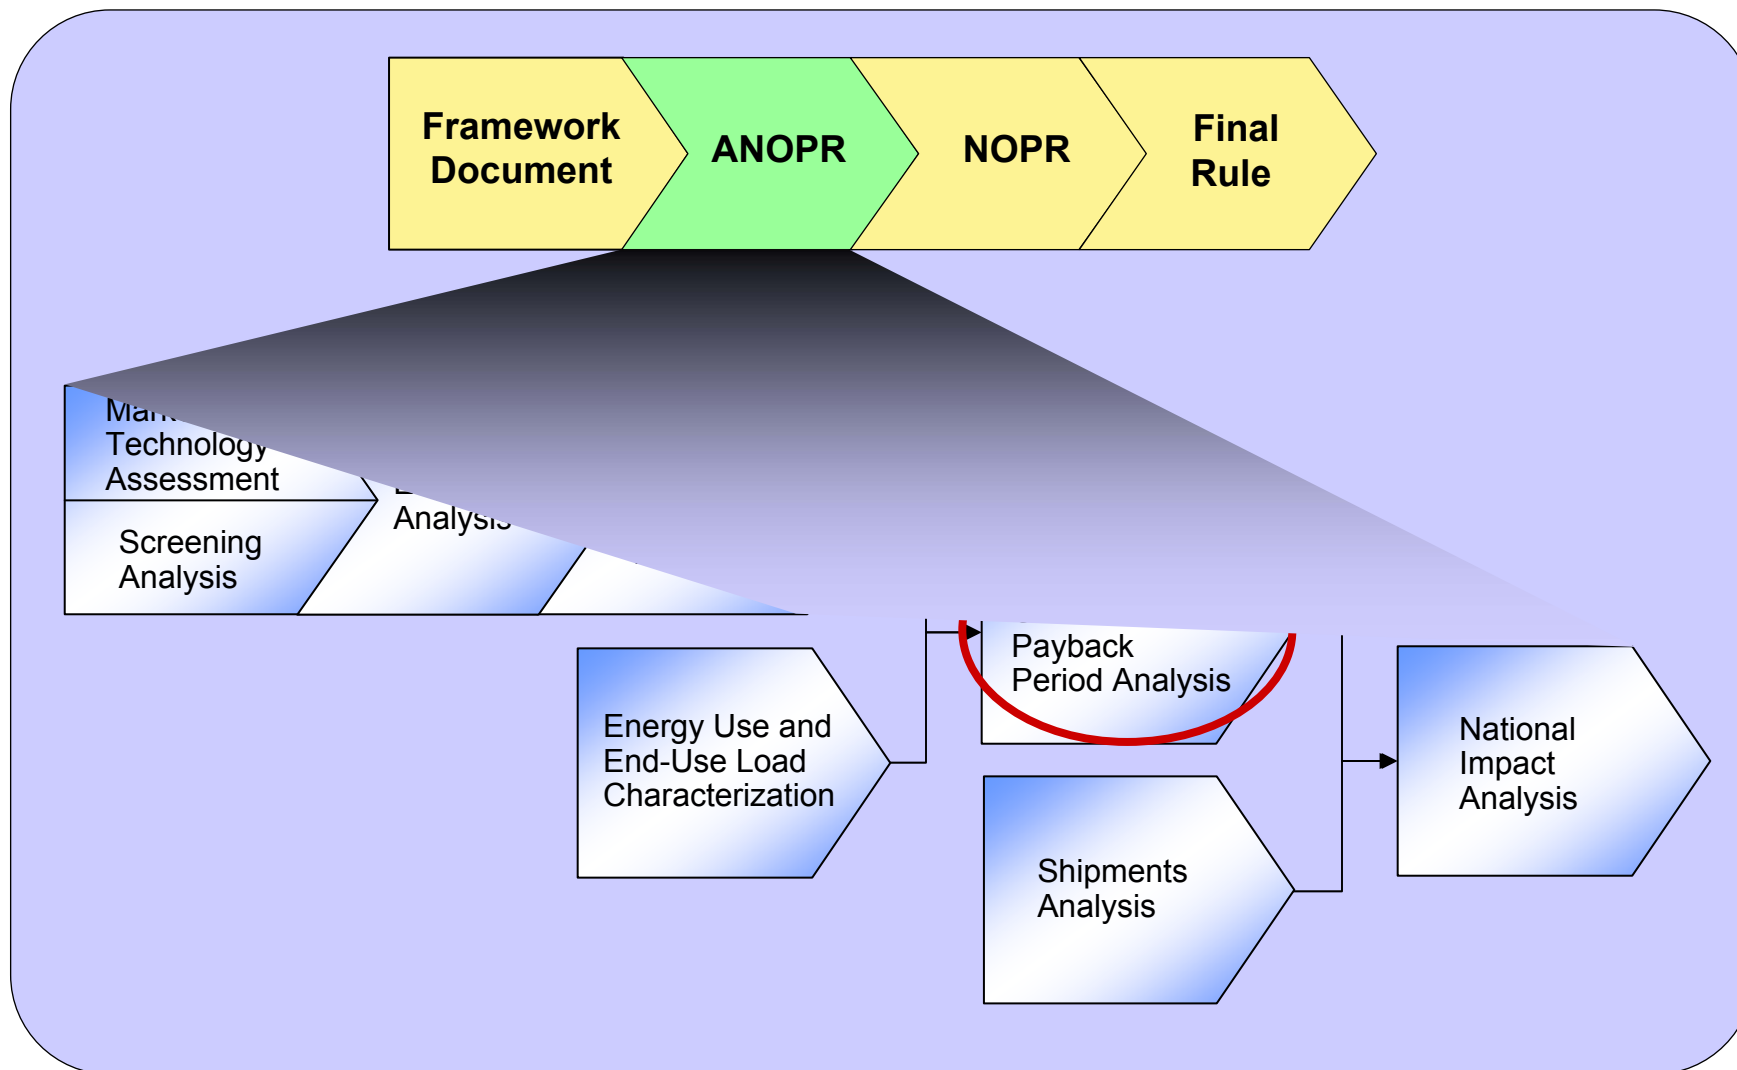 Framework
Document
ANOPR
NOPR
Final
Rule
Technology
Assessment
Screening
Analysis
Analysis
Payback
Period Analysis
Energy Use and
End-Use Load
Characterization
Shipments
Analysis
National
Impact
Analysis